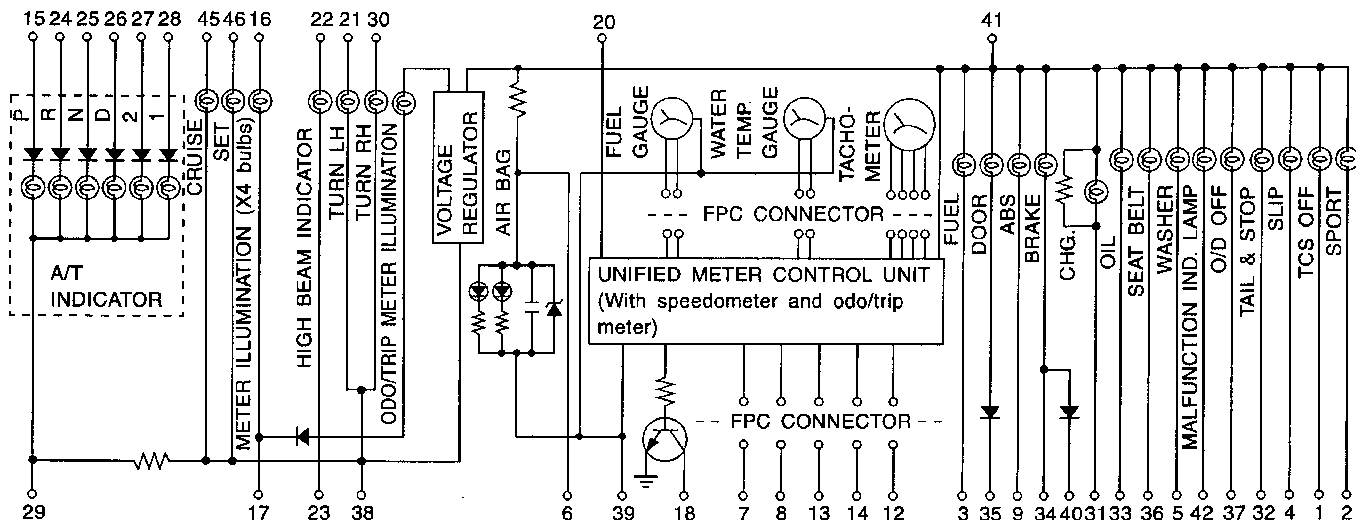 15 24 25 26 27 28 45 46 16 22 21 30 20 41
P
R
N
D
2
1
CRUISE
SET
METER ILLUMINATION (X4 bulbs)
A/T
INDICATOR
HIGH BEAM INDICATOR
TURN LH
TURN RH
ODO/TRIP METER ILLUMINATION
VOLTAGE
REGULATOR
AIR BAG
FUEL
GAUGE
WATER
TEMP.
GAUGE
TACHO-
METER
FPC CONNECTOR
UNIFIED METER CONTROL UNIT
(With speedometer and odo/trip
meter)
FPC CONNECTOR
FUEL
DOOR
ABS
BRAKE
CHG.
OIL
SEAT BELT
WASHER
MALFUNCTION IND. LAMP
O/D OFF
TAIL & STOP
SLIP
TCS OFF
SPORT
29 17 23 38 6 39 18 7 8 13 14 12 3 35 9 34 40 31 33 36 5 42 37 32 4 1 2